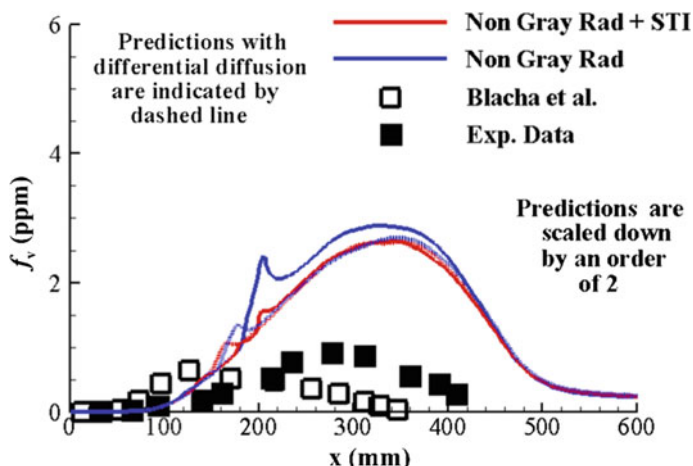 6
Predictions with
differential diffusion
are indicated by
dashed line
Non Gray Rad + STI
Non Gray Rad
Blacha et al.
Exp. Data
4
fv (ppm)
Predictions are
scaled down
by an order
of 2
2
0
0 100 200 300 400 500 600
x (mm)